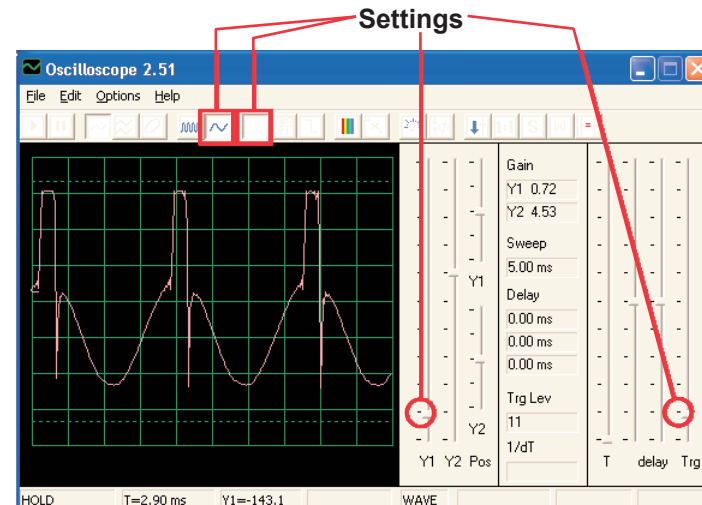 Settings
Oscilloscope 2.51
File Edit Options Help
Gain
Y1 0.72
Y2 4.53
Sweep
5.00 ms
Delay
0.00 ms
0.00 ms
0.00 ms
Trg Lev
11
1/dT
Y1
Y2
Y1 Y2 Pos
T delay Trg
HOLD T=2.90 ms Y1=-143.1 WAVE